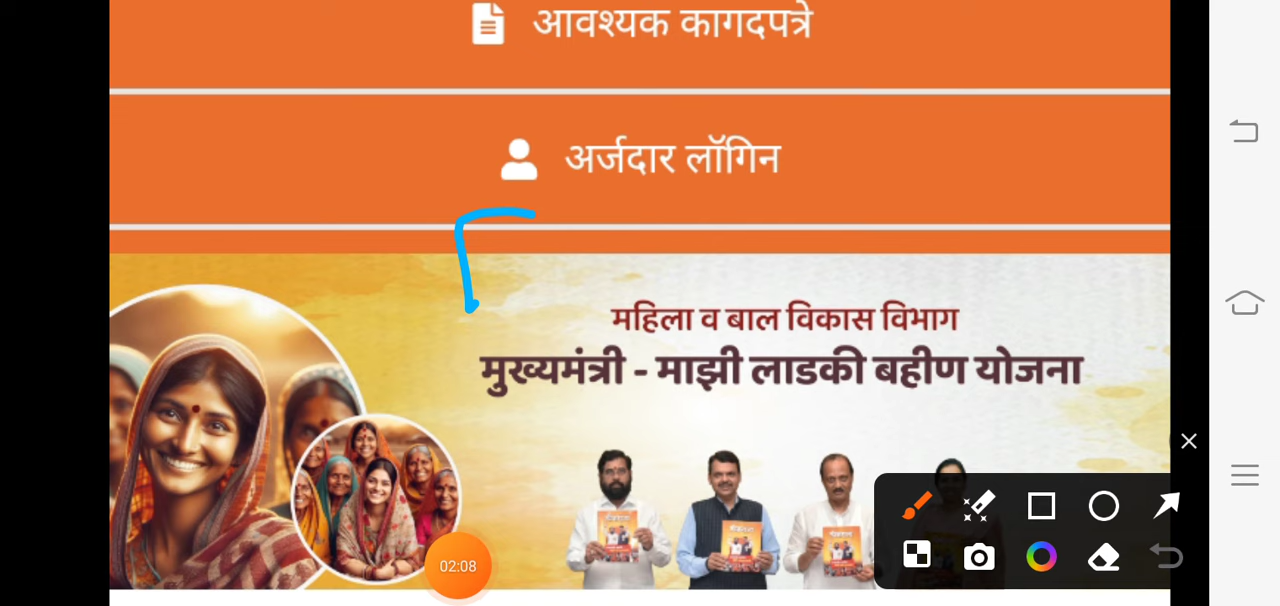 आवश्यक कागदपत्रे
अर्जदार लॉगिन
महिला व बाल विकास विभाग
मुख्यमंत्री - माझी लाडकी बहीण योजना
02:08